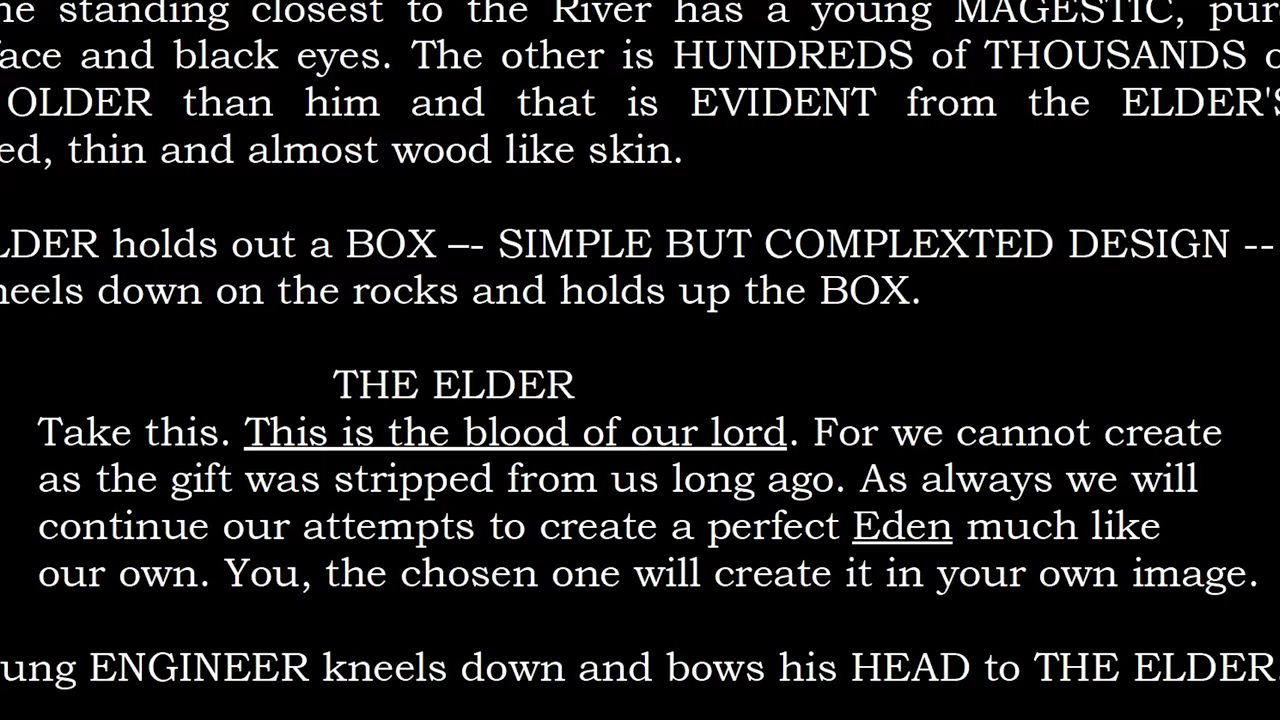 he standing closest to the River has a young MAGESTIC, pur
face and black eyes. The other is HUNDREDS of THOUSANDS o
OLDER than him and that is EVIDENT from the ELDER'S
ed, thin and almost wood like skin.
LDER holds out a BOX –- SIMPLE BUT COMPLEXTED DESIGN --
neels down on the rocks and holds up the BOX.
THE ELDER
Take this. This is the blood of our lord. For we cannot create
as the gift was stripped from us long ago. As always we will
continue our attempts to create a perfect Eden much like
our own. You, the chosen one will create it in your own image.
ung ENGINEER kneels down and bows his HEAD to THE ELDER.